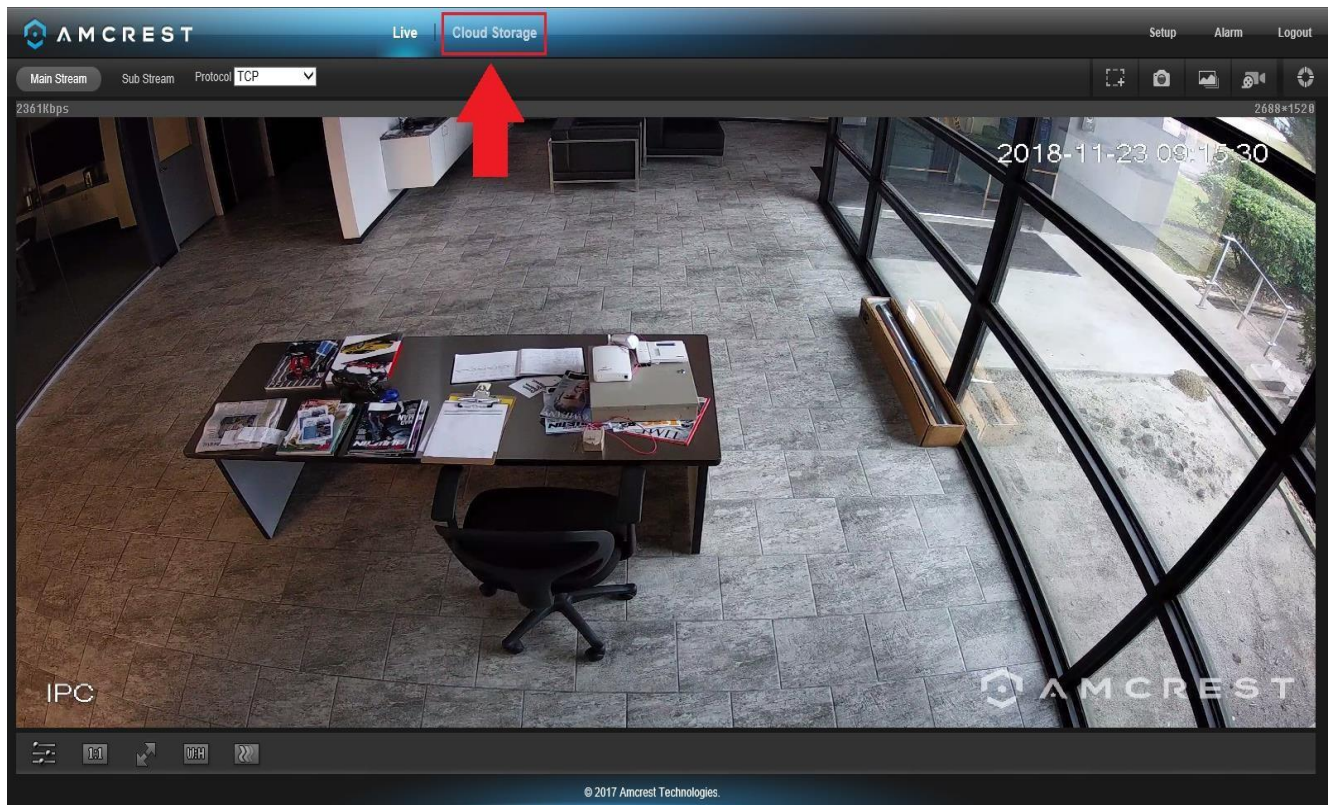 AMCREST
Live
Cloud Storage
Setup
Alarm
Logout
Main Stream
Sub Stream
Protocol
TCP
2361Kbps
2688*1520
2018-11-23 09:15:30
TIME
IPC
AMCREST
1:1
W:H
© 2017 Amcrest Technologies.